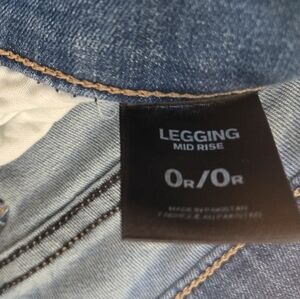 LEGGING
MID RISE
0R/0R
MADE IN PAKISTAN
FABRIQUÉ AU PAKISTAN